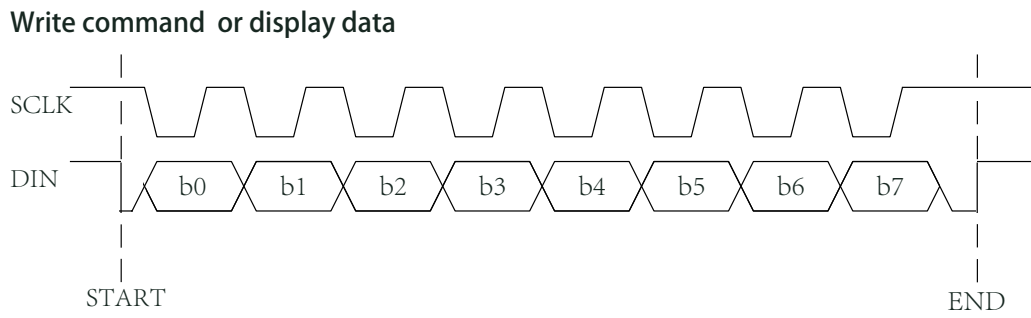 Write command or display data
SCLK
DIN b0 b1 b2 b3 b4 b5 b6 b7
START END